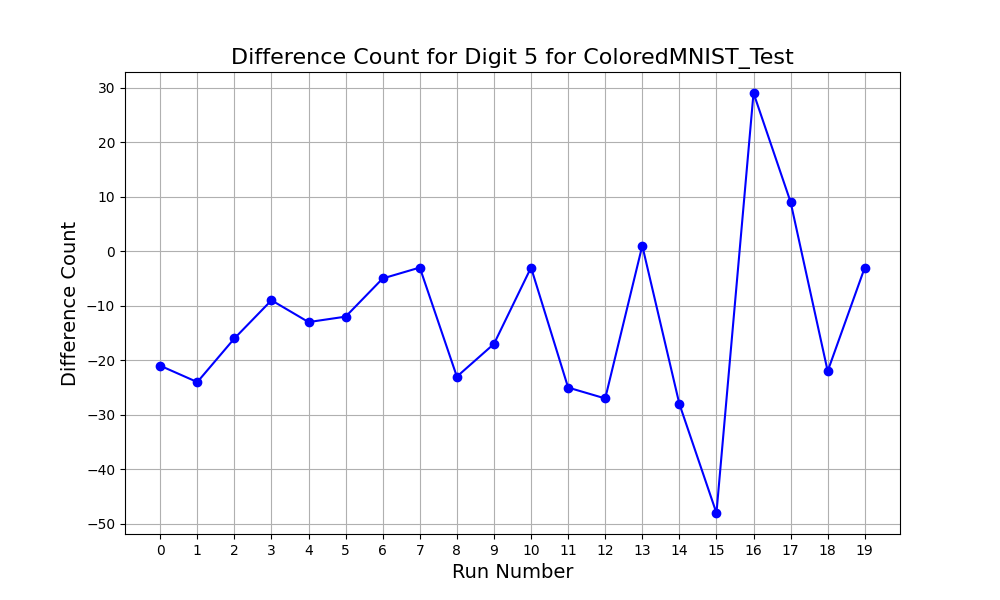 Difference Count for Digit 5 for ColoredMNIST_Test
30
20
10
0
−10
−20
−30
−40
−50
Difference Count
0 1 2 3 4 5 6 7 8 9 10 11 12 13 14 15 16 17 18 19
Run Number